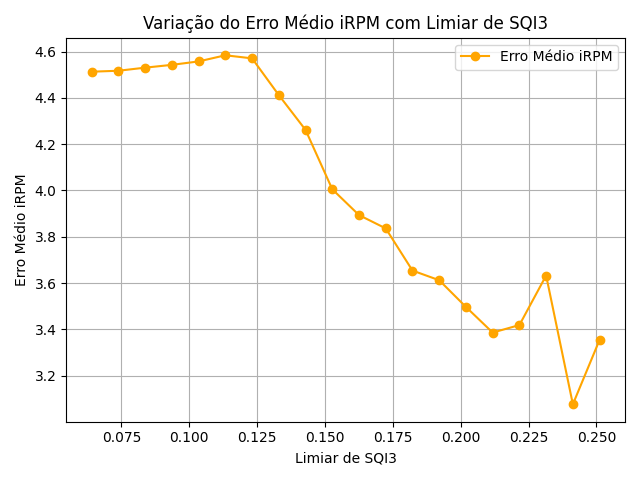 Variação do Erro Médio iRPM com Limiar de SQI3
Erro Médio iRPM
4.6
4.4
4.2
4.0
3.8
3.6
3.4
3.2
Erro Médio iRPM
0.075 0.100 0.125 0.150 0.175 0.200 0.225 0.250
Limiar de SQI3